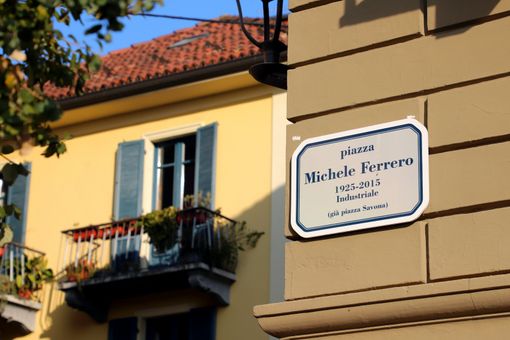 piazza
Michele Ferrero
1925-2015
Industriale
(già piazza Savona)